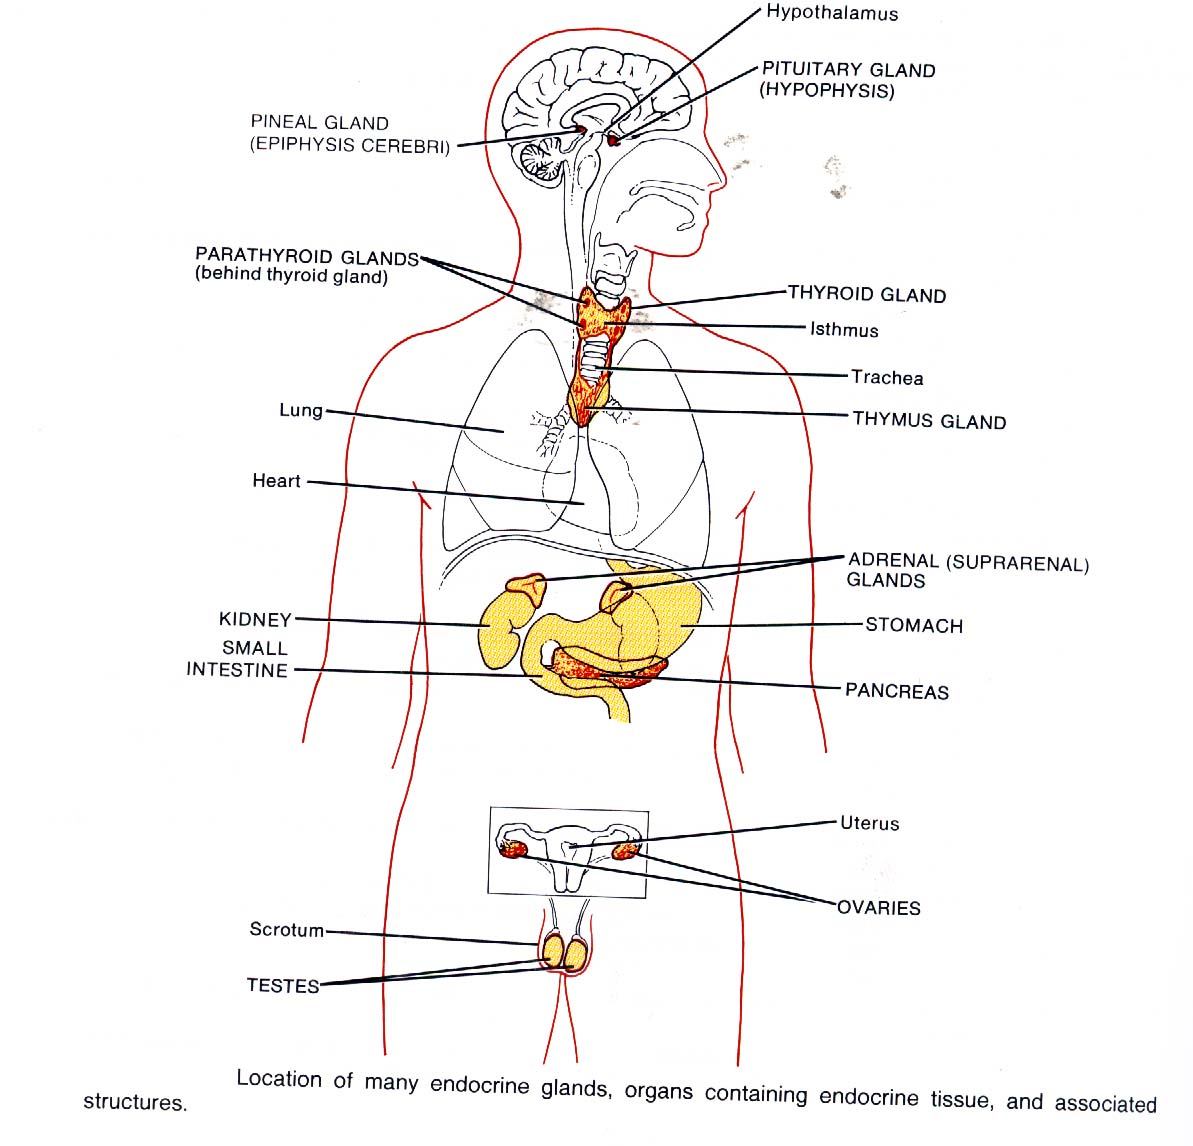 Hypothalamus
PITUITARY GLAND
(HYPOPHYSIS)
PINEAL GLAND
(EPIPHYSIS CEREBRI)
PARATHYROID GLANDS
(behind thyroid gland)
THYROID GLAND
Isthmus
Trachea
Lung
THYMUS GLAND
Heart
ADRENAL (SUPRARENAL)
GLANDS
KIDNEY
STOMACH
SMALL
INTESTINE
PANCREAS
Uterus
OVARIES
Scrotum
TESTES
Location of many endocrine glands, organs containing endocrine tissue, and associated
structures.